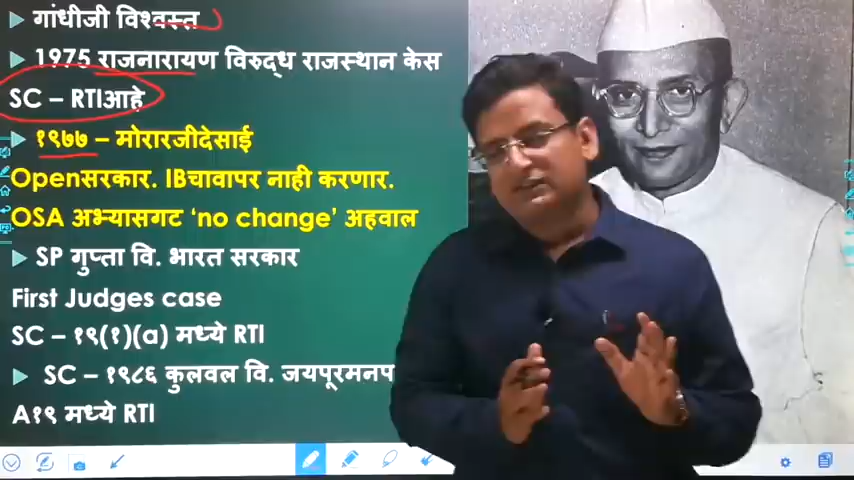 गांधीजी विश्वस्त
1975 राजनारायण विरुद्ध राजस्थान केस
SC – RTIआहे
१९७७ – मोरारजीदेसाई
Openसरकार. IBचावापर नाही करणार.
OSA अभ्यासगट ‘no change’ अहवाल
SP गुप्ता वि. भारत सरकार
First Judges case
SC – १९(१)(a) मध्ये RTI
SC – १९८६ कुलवल वि. जयपूरमनप
A१९ मध्ये RTI